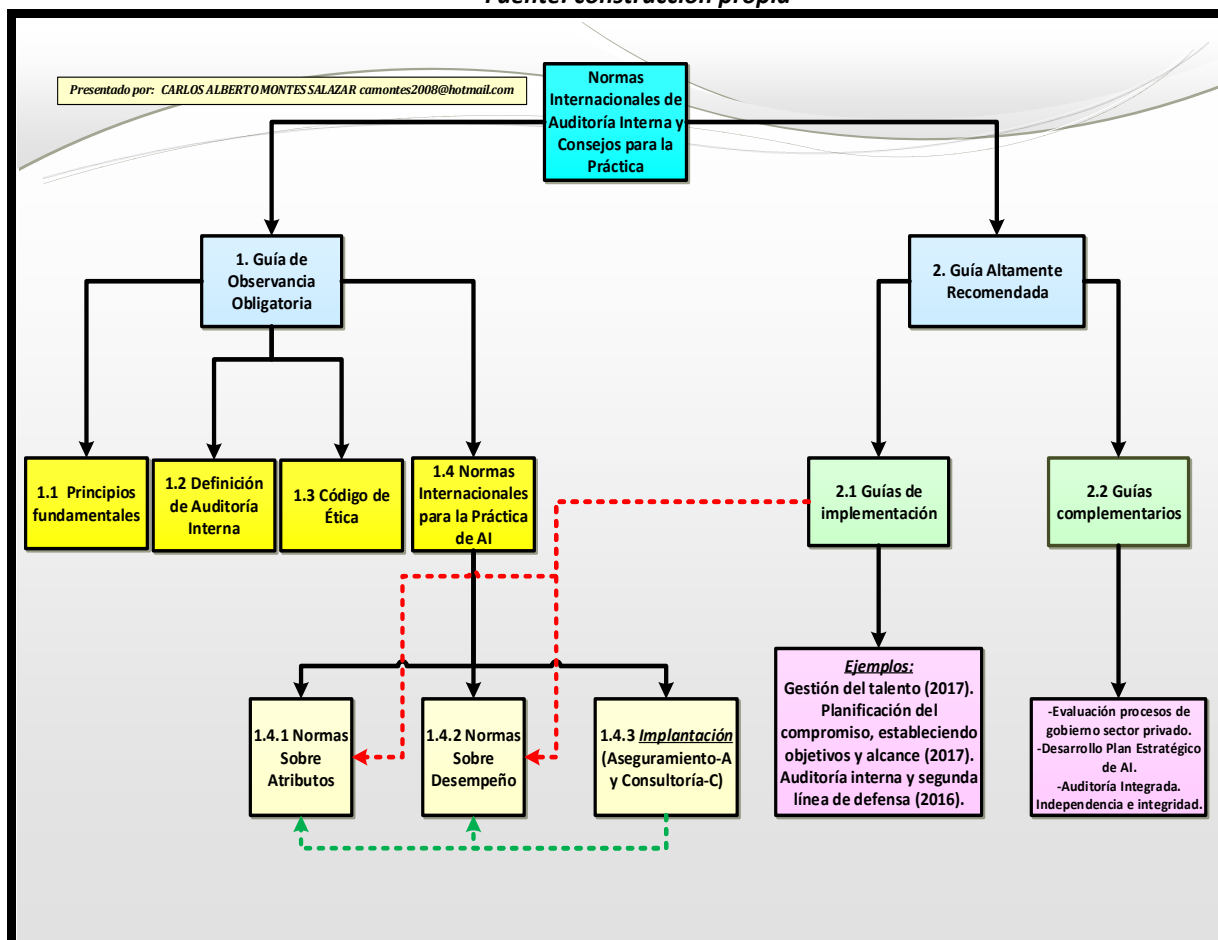 Fuente: construcción propia
Presentado por: CARLOS ALBERTO MONTES SALAZAR camontes2008@hotmail.com
Normas
Internacionales de
Auditoría Interna y
Consejos para la
Práctica
1. Guía de
Observancia
Obligatoria
2. Guía Altamente
Recomendada
1.1 Principios
fundamentales
1.2 Definición
de Auditoría
Interna
1.3 Código de
Ética
1.4 Normas
Internacionales
para la Práctica
de AI
2.1 Guías de
implementación
2.2 Guías
complementarios
1.4.1 Normas
Sobre
Atributos
1.4.2 Normas
Sobre
Desempeño
1.4.3 Implantación
(Aseguramiento-A
y Consultoría-C)
Ejemplos:
Gestión del talento (2017).
Planificación del
compromiso, estableciendo
objetivos y alcance (2017).
Auditoría interna y segunda
línea de defensa (2016).
-Evaluación procesos de
gobierno sector privado.
-Desarrollo Plan Estratégico
de AI.
-Auditoría Integrada.
Independencia e integridad.